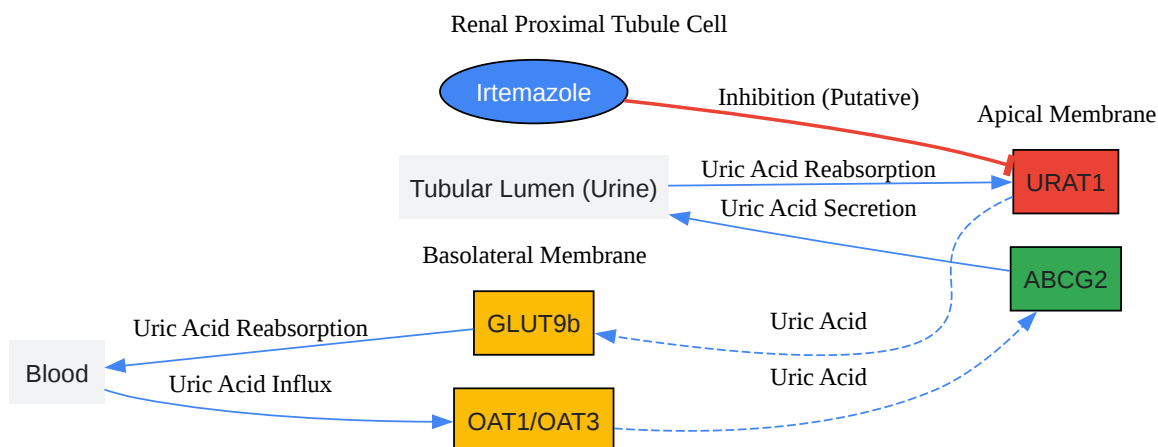 Renal Proximal Tubule Cell
Irtemazole
Inhibition (Putative)
Apical Membrane
Tubular Lumen (Urine)
Uric Acid Reabsorption
URAT1
Uric Acid Secretion
Basolateral Membrane
ABCG2
GLUT9b
Uric Acid Reabsorption
Uric Acid
Blood
Uric Acid Influx
Uric Acid
OAT1/OAT3